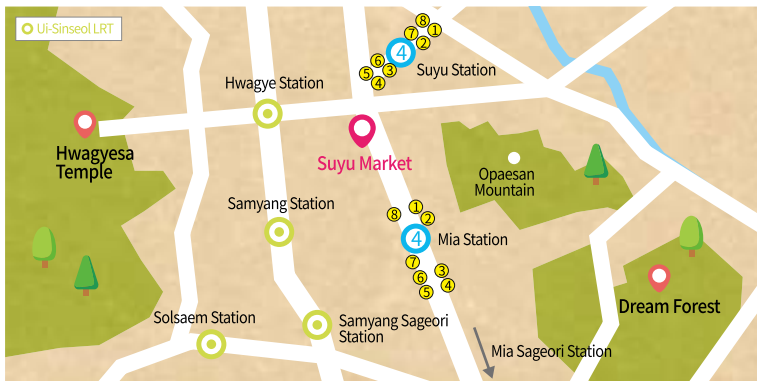 Ui-Sinseol LRT
8
7
1
2
4
6
5
3
4
Suyu Station
Hwagye Station
Hwagyesa
Temple
Suyu Market
Opaesan
Mountain
Samyang Station
8
1
2
4
Mia Station
7
6
5
3
4
Dream Forest
Solsaem Station
Samyang Sageori
Station
Mia Sageori Station